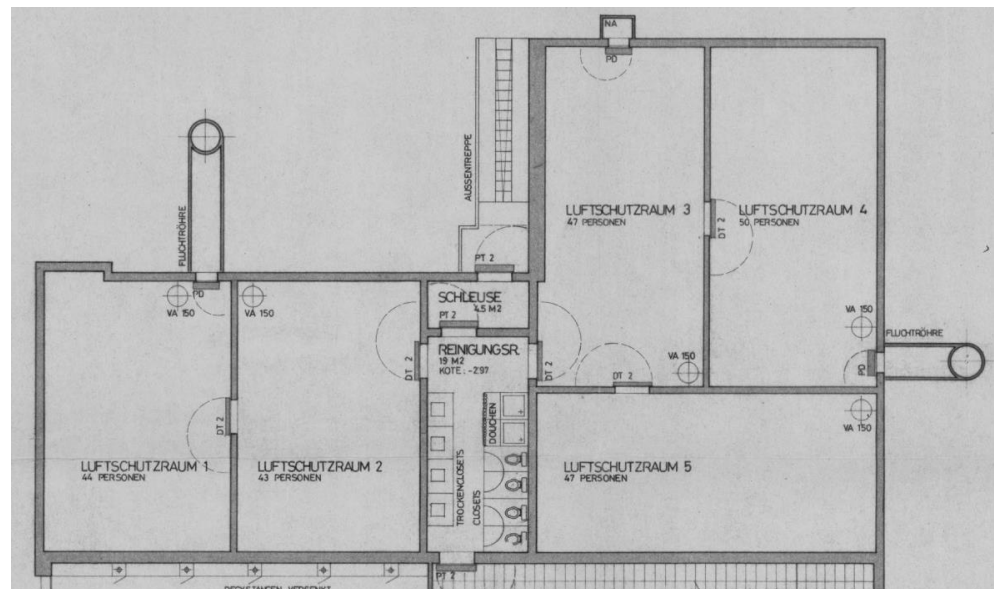 NA
PD
AUSSENTREPPE
FLUCHTRÖHRE
LUFTSCHUTZRAUM 3
47 PERSONEN
DT 2
LUFTSCHUTZRAUM 4
50 PERSONEN
PT 2
PD
VA 150
VA 150
SCHLEUSE
4.5 M2
PT 2
VA 150
FLUCHTRÖHRE
REINIGUNGSR.
19 M2
KOTE : -2.97
DT 2
DT 2
VA 150
DT 2
PD
DT 2
DOUCHEN
VA 150
LUFTSCHUTZRAUM 1
44 PERSONEN
LUFTSCHUTZRAUM 2
43 PERSONEN
TROCKENCLOSETS
CLOSETS
LUFTSCHUTZRAUM 5
47 PERSONEN
PT 2